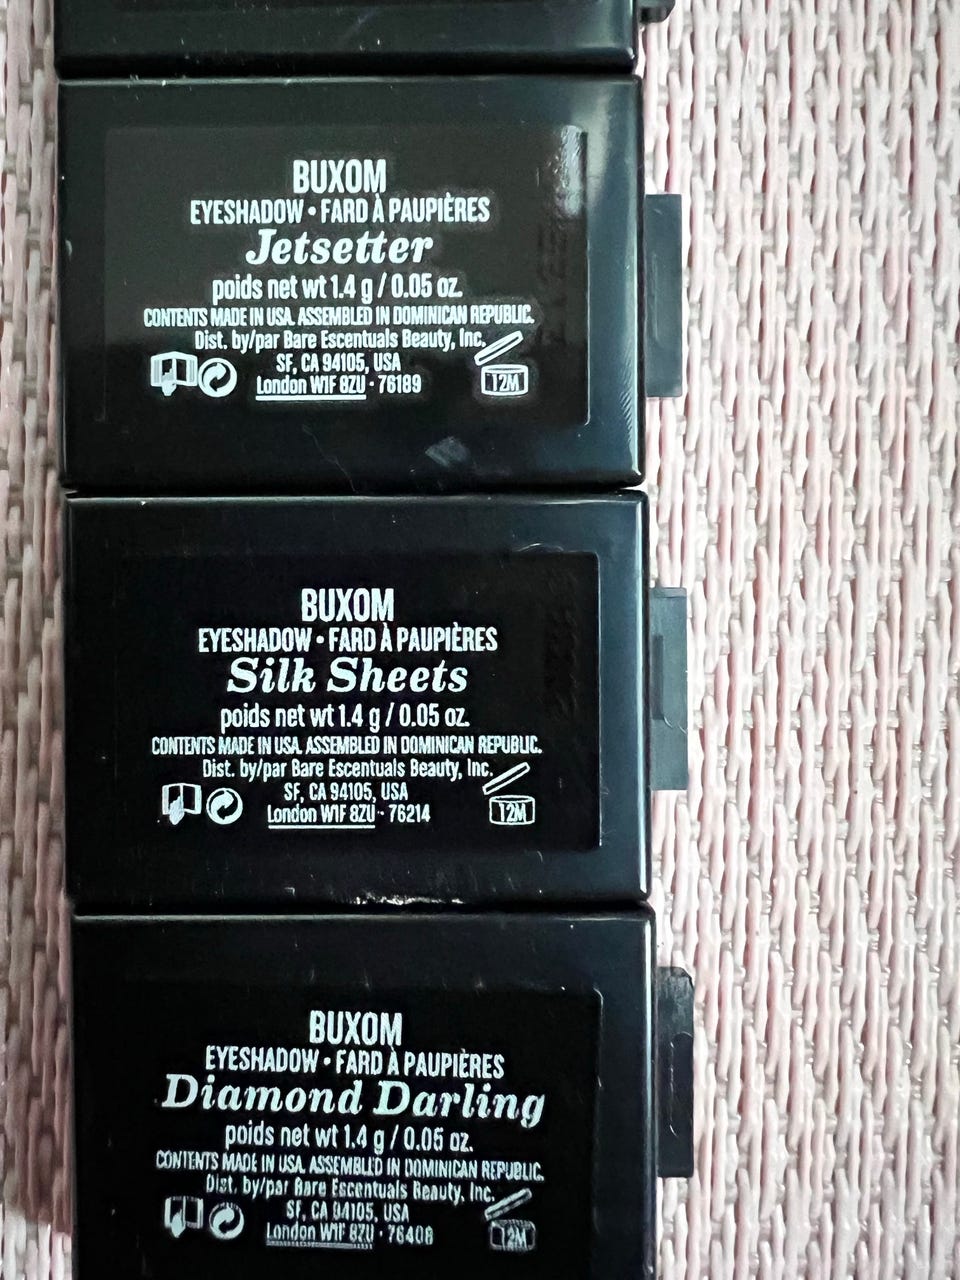 BUXOM
EYESHADOW • FARD À PAUPIÈRES
Jetsetter
poids net wt 1.4 g / 0.05 oz.
CONTENTS MADE IN USA. ASSEMBLED IN DOMINICAN REPUBLIC.
Dist. by/par Bare Escentuals Beauty, Inc.
SF, CA 94105, USA
London W1F 8ZU • 76189
12M
BUXOM
EYESHADOW • FARD À PAUPIÈRES
Silk Sheets
poids net wt 1.4 g / 0.05 oz.
CONTENTS MADE IN USA. ASSEMBLED IN DOMINICAN REPUBLIC.
Dist. by/par Bare Escentuals Beauty, Inc.
SF, CA 94105, USA
London W1F 8ZU • 76214
12M
BUXOM
EYESHADOW • FARD À PAUPIÈRES
Diamond Darling
poids net wt 1.4 g / 0.05 oz.
CONTENTS MADE IN USA. ASSEMBLED IN DOMINICAN REPUBLIC.
Dist. by/par Bare Escentuals Beauty, Inc.
SF, CA 94105, USA
London W1F 8ZU • 76408
12M